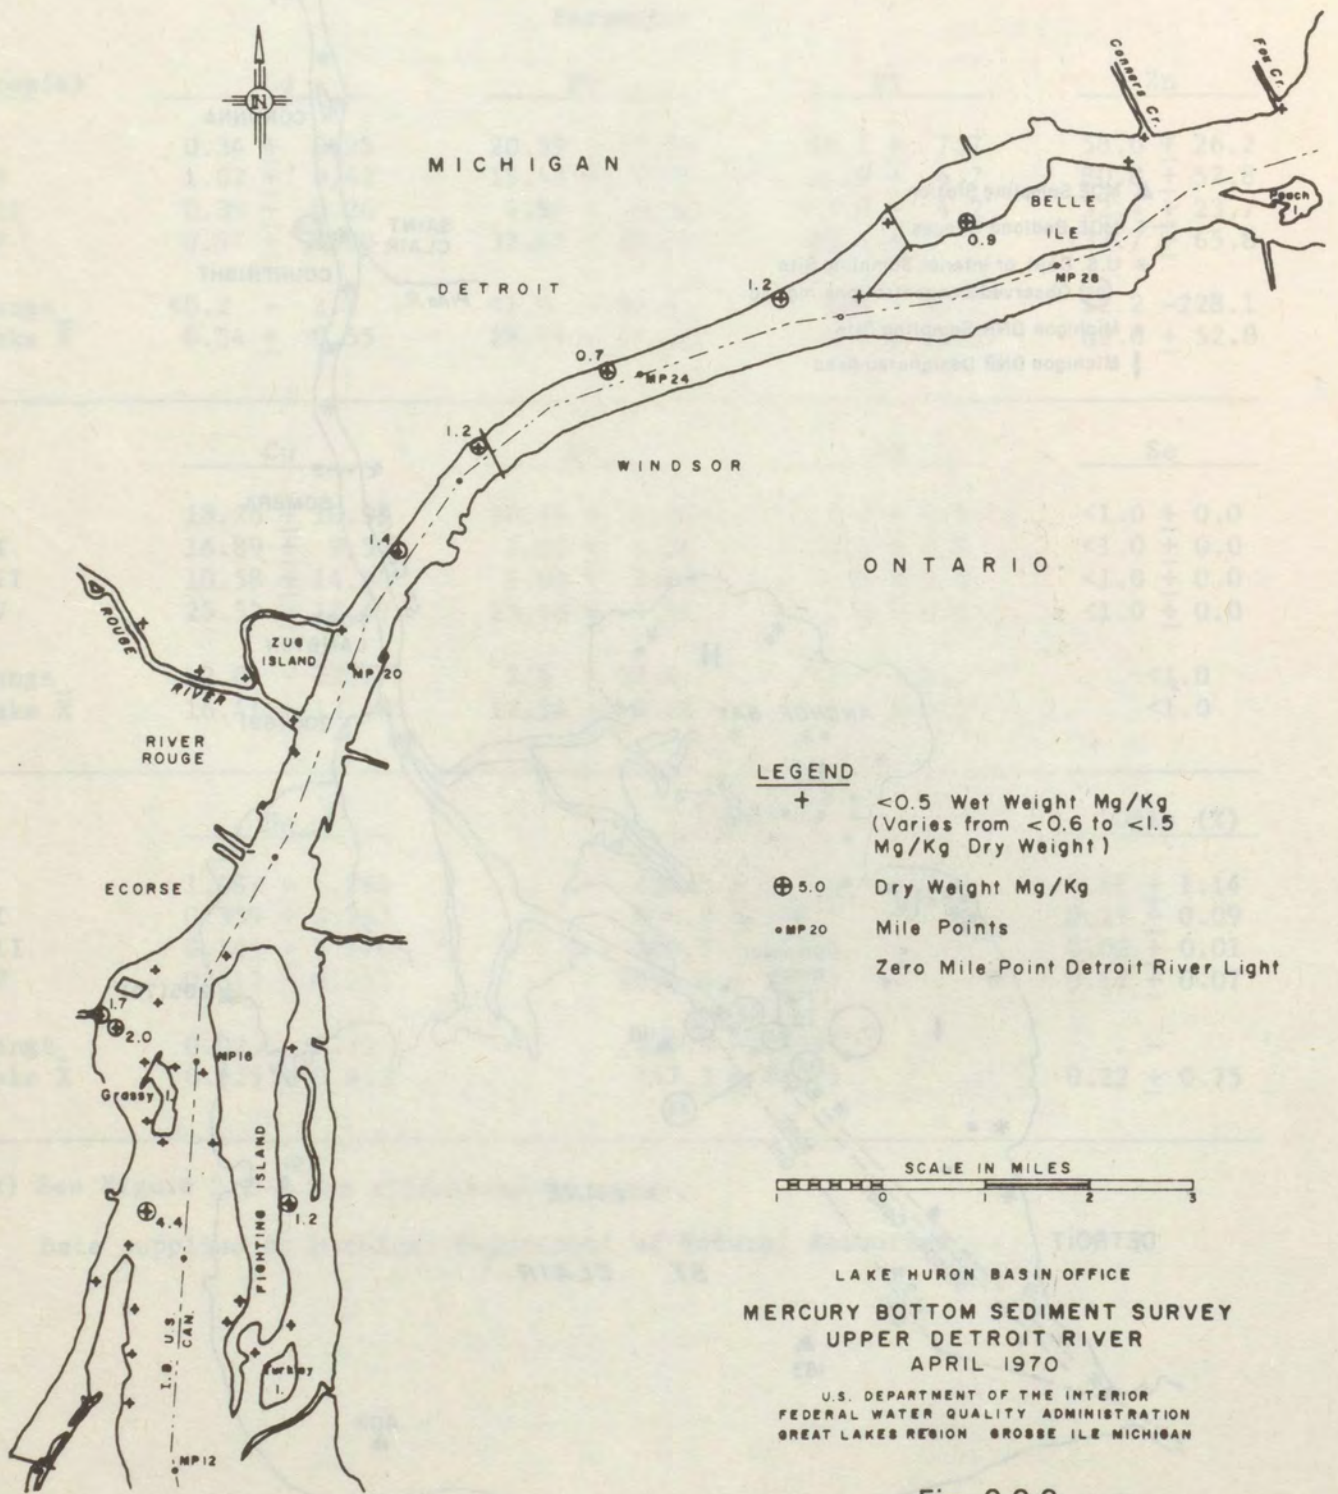 Conners Cr.
Fox Cr.
N
MICHIGAN
BELLE
ILE
Peach
I.
0.9
MP 26
DETROIT
1.2
0.7
MP24
1.2
WINDSOR
1.4
ONTARIO
ROUGE
RIVER
ZUG
ISLAND
MP 20
RIVER
ROUGE
LEGEND
+ <0.5 Wet Weight Mg/Kg
(Varies from <0.6 to <1.5
Mg/Kg Dry Weight)
5.0 Dry Weight Mg/Kg
MP 20 Mile Points
Zero Mile Point Detroit River Light
ECORSE
1.7
2.0
MP16
Grassy I.
FIGHTING ISLAND
4.4
1.2
I.B. U.S.
CAN.
Turkey
I.
MP12
SCALE IN MILES
1 0 1 2 3
LAKE HURON BASIN OFFICE
MERCURY BOTTOM SEDIMENT SURVEY
UPPER DETROIT RIVER
APRIL 1970
U.S. DEPARTMENT OF THE INTERIOR
FEDERAL WATER QUALITY ADMINISTRATION
GREAT LAKES REGION GROSSE ILE MICHIGAN